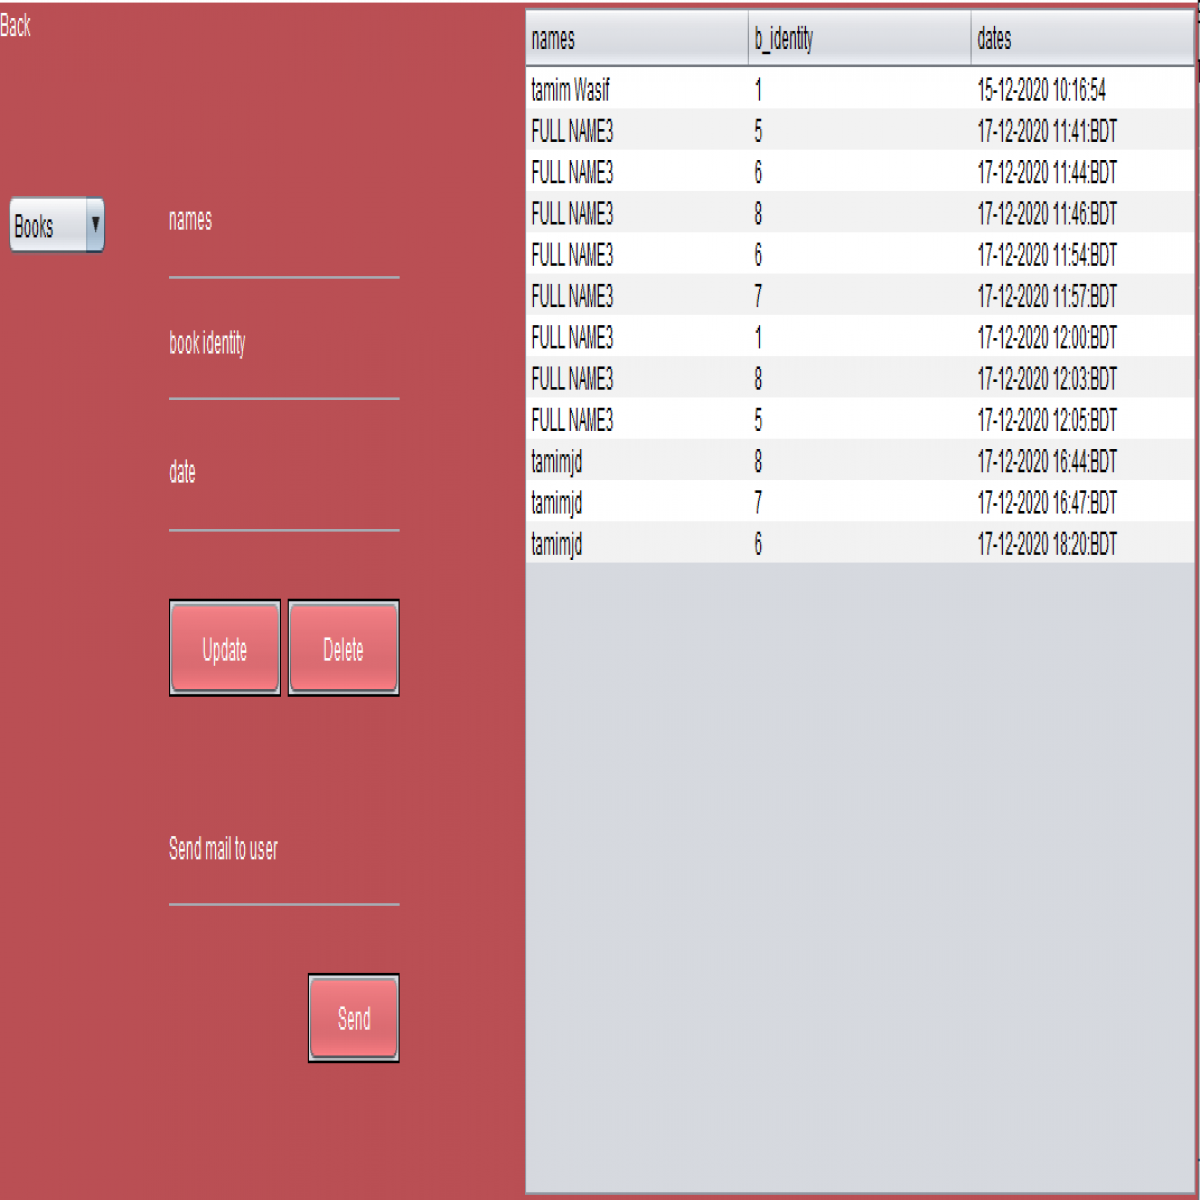 Back
Books
names
book identity
date
Update Delete
Send mail to user
Send
names b_identity dates
tamim Wasif 1 15-12-2020 10:16:54
FULL NAME3 5 17-12-2020 11:41:BDT
FULL NAME3 6 17-12-2020 11:44:BDT
FULL NAME3 8 17-12-2020 11:46:BDT
FULL NAME3 6 17-12-2020 11:54:BDT
FULL NAME3 7 17-12-2020 11:57:BDT
FULL NAME3 1 17-12-2020 12:00:BDT
FULL NAME3 8 17-12-2020 12:03:BDT
FULL NAME3 5 17-12-2020 12:05:BDT
tamimjd 8 17-12-2020 16:44:BDT
tamimjd 7 17-12-2020 16:47:BDT
tamimjd 6 17-12-2020 18:20:BDT